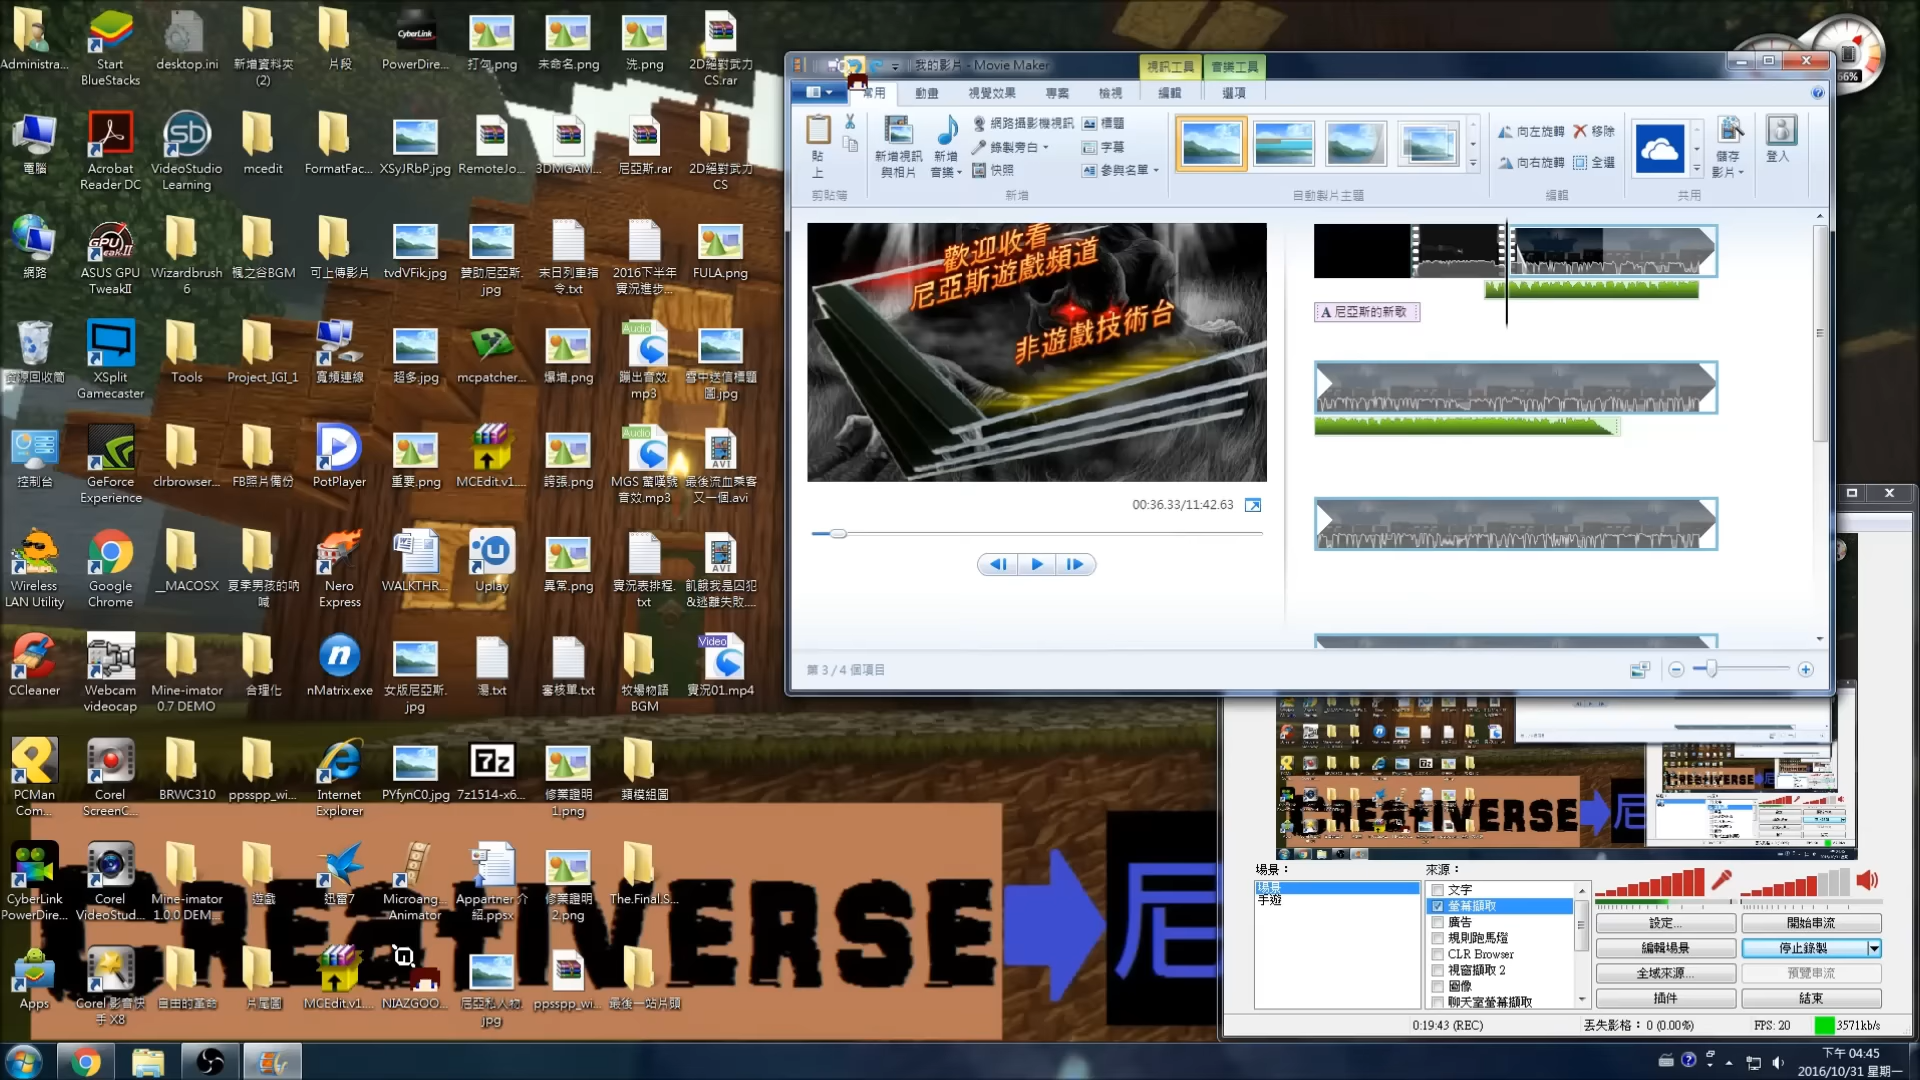 Administra...
Start BlueStacks
desktop.ini
新增資料夾 (2)
片段
CyberLink
PowerDire...
打勾.png
未命名.png
洗.png
2D絕對武力 CS.rar
電腦
Acrobat Reader DC
VideoStudio Learning
mcedit
FormatFac...
XSyJRbP.jpg
RemoteJo...
3DMGAM...
尼亞斯.rar
2D絕對武力 CS
網路
ASUS GPU TweakII
Wizardbrush 6
楓之谷BGM
可上傳影片
tvdVFik.jpg
贊助尼亞斯.jpg
末日列車指令.txt
2016下半年實況進步...
FULA.png
資源回收筒
XSplit Gamecaster
Tools
Project_IGI_1
寬頻連線
超多.jpg
mcpatcher...
爆增.png
Audio
蹦出音效.mp3
雪中送信標題圖.jpg
控制台
GeForce Experience
clrbrowser...
FB照片備份
PotPlayer
重要.png
MCEdit.v1....
誇張.png
Audio
MGS 驚嘆號音效.mp3
AVI
最後流血乘客又一個.avi
Wireless LAN Utility
Google Chrome
__MACOSX
夏季男孩的吶喊
Nero Express
WALKTHR...
Uplay
異常.png
實況表排程.txt
AVI
飢餓我是囚犯&逃離失敗....
CCleaner
Webcam videocap
Mine-imator 0.7 DEMO
合理化
nMatrix.exe
女版尼亞斯.jpg
湯.txt
審核單.txt
牧場物語 BGM
Video
實況01.mp4
PCMan Com...
Corel ScreenC...
BRWC310
ppsspp_wi...
Internet Explorer
PYfynC0.jpg
7z
7z1514-x6...
修業證明 1.png
類模組圖
CyberLink PowerDire...
Corel VideoStud...
Mine-imator 1.0.0 DEM...
遊戲
迅雷7
Microang... Animator
Appartner 介紹.ppsx
修業證明 2.png
The.Final.S...
Apps
Corel 影音快手 X8
自由的革命
片尾圖
MCEdit.v1....
NIAZGOO...
尼亞私人物.jpg
ppsspp_wi...
最後一站片頭
CreatiVERSE
尼
我的影片 - Movie Maker
視訊工具
音樂工具
常用
動畫
視覺效果
專案
檢視
編輯
選項
貼上
新增視訊與相片
新增音樂
網路攝影機視訊
錄製旁白
快照
標題
字幕
參與名單
向左旋轉
向右旋轉
移除
全選
儲存影片
登入
剪貼簿
新增
自動製片主題
編輯
共用
歡迎收看
尼亞斯遊戲頻道
非遊戲技術台
00:36.33/11:42.63
A 尼亞斯的新歌
第 3 / 4 個項目
66%
CreatiVERSE
尼
場景：
場景
手遊
來源：
文字
螢幕擷取
廣告
規則跑馬燈
CLR Browser
視窗擷取 2
圖像
聊天室螢幕擷取
設定...
開始串流
編輯場景
停止錄製
全域來源...
預覽串流
插件
結束
0:19:43 (REC)
丟失影格： 0 (0.00%)
FPS: 20
3571kb/s
下午 04:45
2016/10/31 星期一